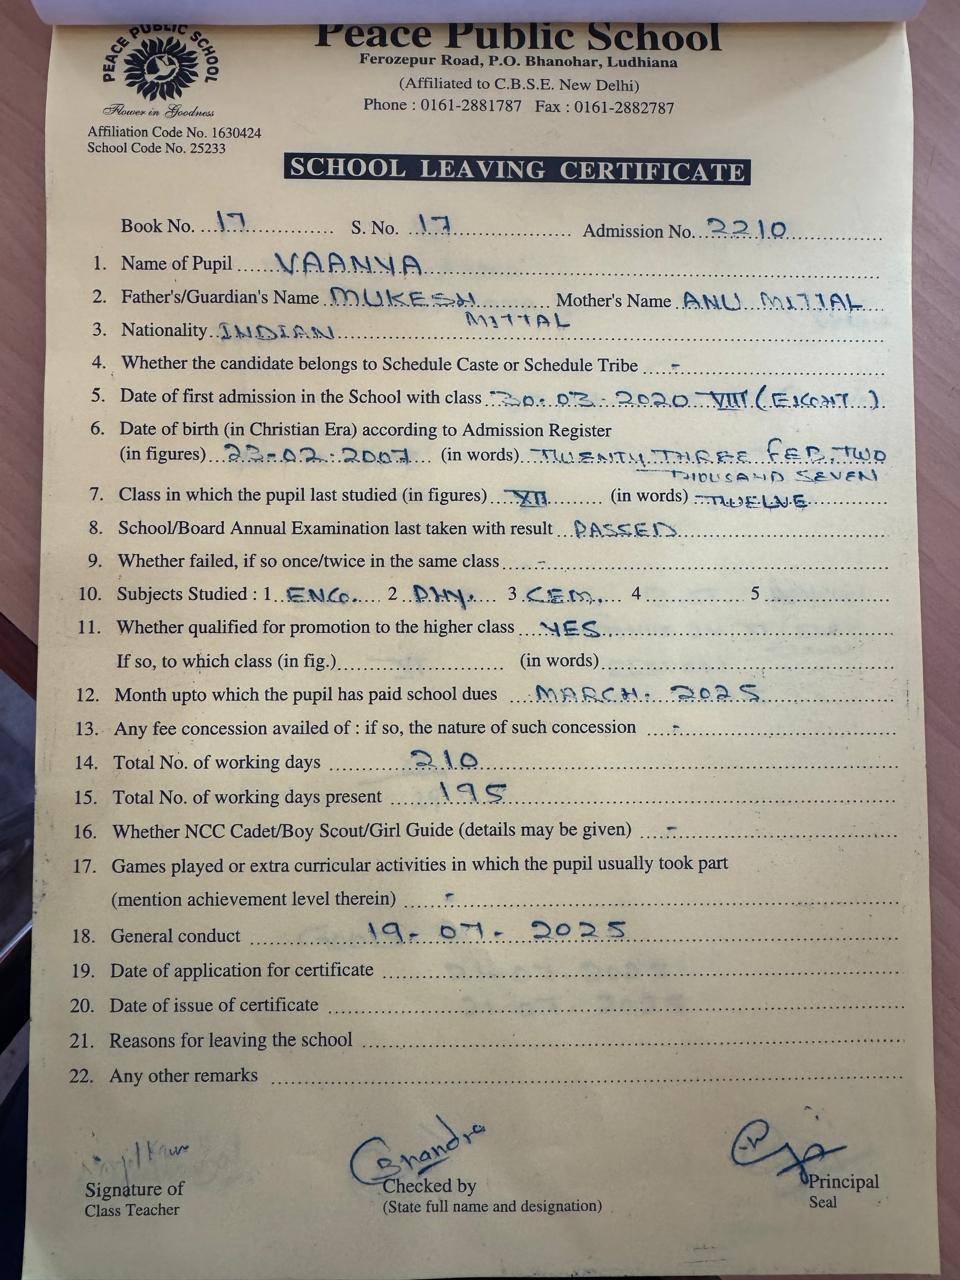 PEACE PUBLIC SCHOOL
Flower in Goodness
Peace Public School
Ferozepur Road, P.O. Bhanohar, Ludhiana
(Affiliated to C.B.S.E. New Delhi)
Phone : 0161-2881787 Fax : 0161-2882787
Affiliation Code No. 1630424
School Code No. 25233
SCHOOL LEAVING CERTIFICATE
Book No. 17 S. No. 17 Admission No. 2210
1. Name of Pupil VAANYA
2. Father's/Guardian's Name MUKESH MITTAL Mother's Name ANU MITTAL
3. Nationality INDIAN
4. Whether the candidate belongs to Schedule Caste or Schedule Tribe -
5. Date of first admission in the School with class 30-03-2020 VIII ( )
6. Date of birth (in Christian Era) according to Admission Register
(in figures) 23-02-2007 (in words) TWENTY THREE FEB, TWO
THOUSAND SEVEN
7. Class in which the pupil last studied (in figures) XII (in words) TWELVE
8. School/Board Annual Examination last taken with result PASSED
9. Whether failed, if so once/twice in the same class -
10. Subjects Studied : 1 ENG. 2 PHY. 3 CEM. 4 5
11. Whether qualified for promotion to the higher class YES
If so, to which class (in fig.) (in words)
12. Month upto which the pupil has paid school dues MARCH. 2025
13. Any fee concession availed of : if so, the nature of such concession -
14. Total No. of working days 210
15. Total No. of working days present 195
16. Whether NCC Cadet/Boy Scout/Girl Guide (details may be given) -
17. Games played or extra curricular activities in which the pupil usually took part
(mention achievement level therein) -
18. General conduct 19-07-2025
19. Date of application for certificate
20. Date of issue of certificate
21. Reasons for leaving the school
22. Any other remarks
Chandra
Signature of
Class Teacher
Checked by
(State full name and designation)
Principal
Seal